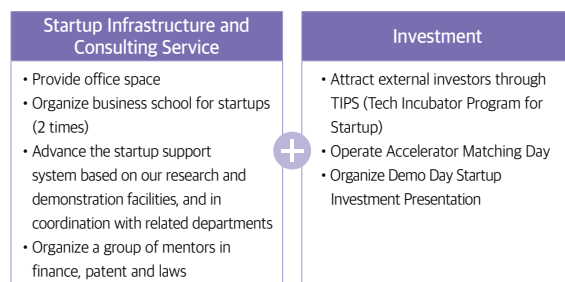 Startup Infrastructure and
Consulting Service
• Provide office space
• Organize business school for startups
(2 times)
• Advance the startup support
system based on our research and
demonstration facilities, and in
coordination with related departments
• Organize a group of mentors in
finance, patent and laws
+
Investment
• Attract external investors through
TIPS (Tech Incubator Program for
Startup)
• Operate Accelerator Matching Day
• Organize Demo Day Startup
Investment Presentation